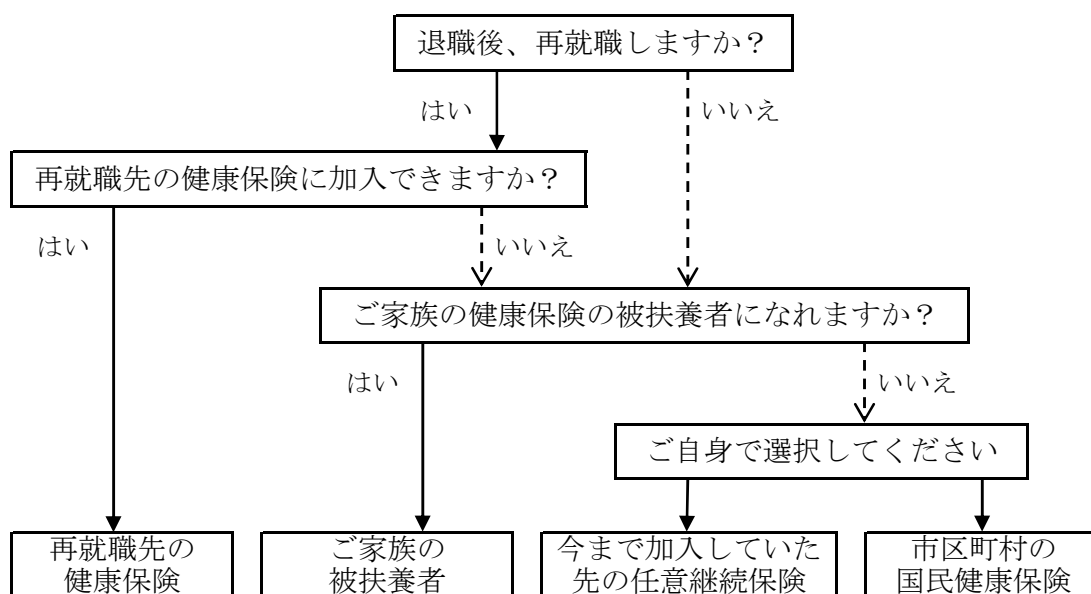 退職後、再就職しますか？
はい
いいえ
再就職先の健康保険に加入できますか？
はい
いいえ
ご家族の健康保険の被扶養者になれますか？
はい
いいえ
ご自身で選択してください
再就職先の
健康保険
ご家族の
被扶養者
今まで加入していた
先の任意継続保険
市区町村の
国民健康保険